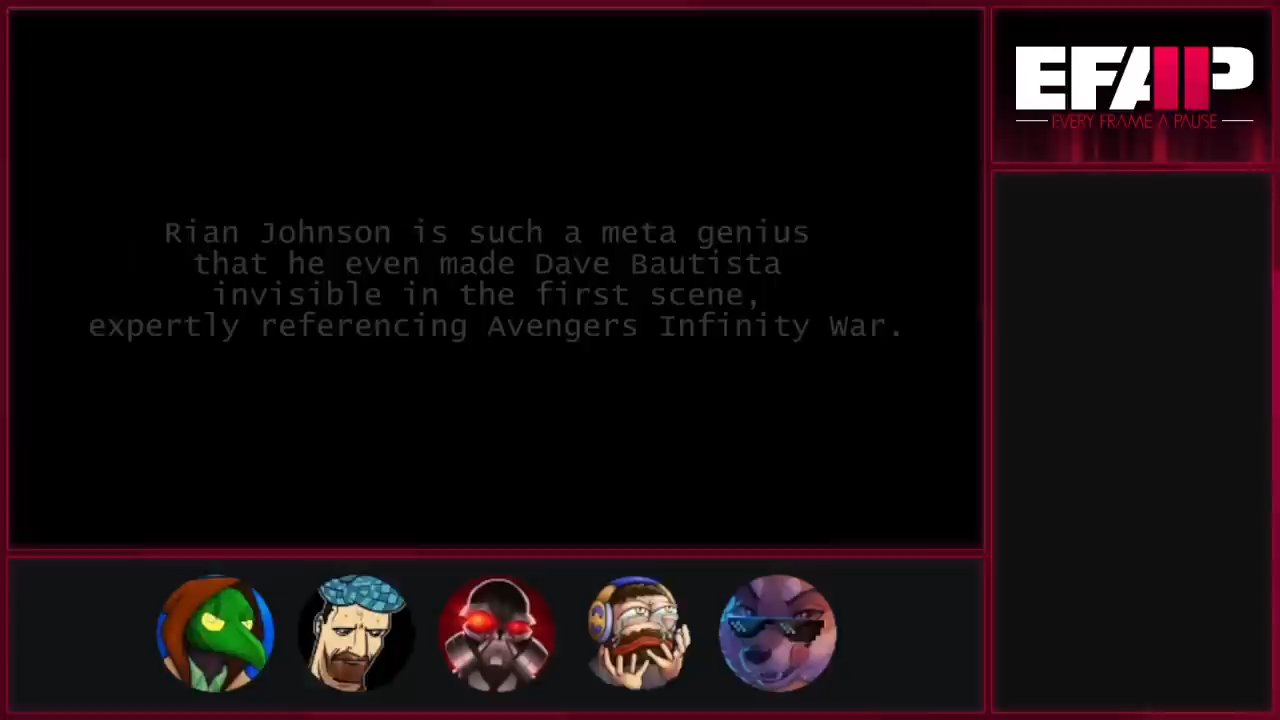 Rian Johnson is such a meta genius
that he even made Dave Bautista
invisible in the first scene,
expertly referencing Avengers Infinity War.
EFAP
EVERY FRAME A PAUSE